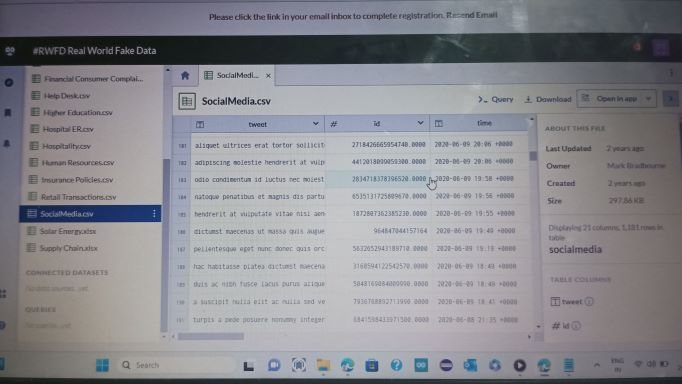 Please click the link in your email inbox to complete registration. Resend Email
#RWFD Real World Fake Data
Financial Consumer Complai...
Help Desk.csv
Higher Education.csv
Hospital ER.csv
Hospitality.csv
Human Resources.csv
Insurance Policies.csv
Retail Transactions.csv
SocialMedia.csv
Solar Energy.xlsx
Supply Chain.xlsx
CONNECTED DATASETS
No data sources...yet.
QUERIES
No queries...yet.
SocialMedi... ×
SocialMedia.csv
Query Download Open in app
tweet # id time
181 aliquet ultrices erat tortor sollicit 2718426665954740.0000 2020-06-09 20:06 +0000
182 adipiscing molestie hendrerit at vulp 4412018099059300.0000 2020-06-09 20:06 +0000
183 odio condimentum id luctus nec molest 2834718378396520.0000 2020-06-09 19:58 +0000
184 natoque penatibus et magnis dis partu 6535131725809670.0000 2020-06-09 19:56 +0000
185 hendrerit at vulputate vitae nisl aen 1872807362385230.0000 2020-06-09 19:55 +0000
186 dictumst maecenas ut massa quis augue 964847044157164 2020-06-09 19:49 +0000
187 pellentesque eget nunc donec quis orc 5632652943189710.0000 2020-06-09 19:19 +0000
188 hac habitasse platea dictumst maecena 3168594122542570.0000 2020-06-09 18:49 +0000
189 duis ac nibh fusce lacus purus alique 5048169084009990.0000 2020-06-09 18:43 +0000
190 a suscipit nulla elit ac nulla sed ve 7936768892713990.0000 2020-06-09 18:41 +0000
191 turpis a pede posuere nonummy integer 6841598433971500.0000 2020-06-08 21:35 +0000
ABOUT THIS FILE
Last Updated 2 years ago
Owner Mark Bradbourne
Created 2 years ago
Size 297.86 KB
Displaying 21 columns, 1,181 rows in
table
socialmedia
TABLE COLUMNS
tweet
# id
Search
ENG
IN